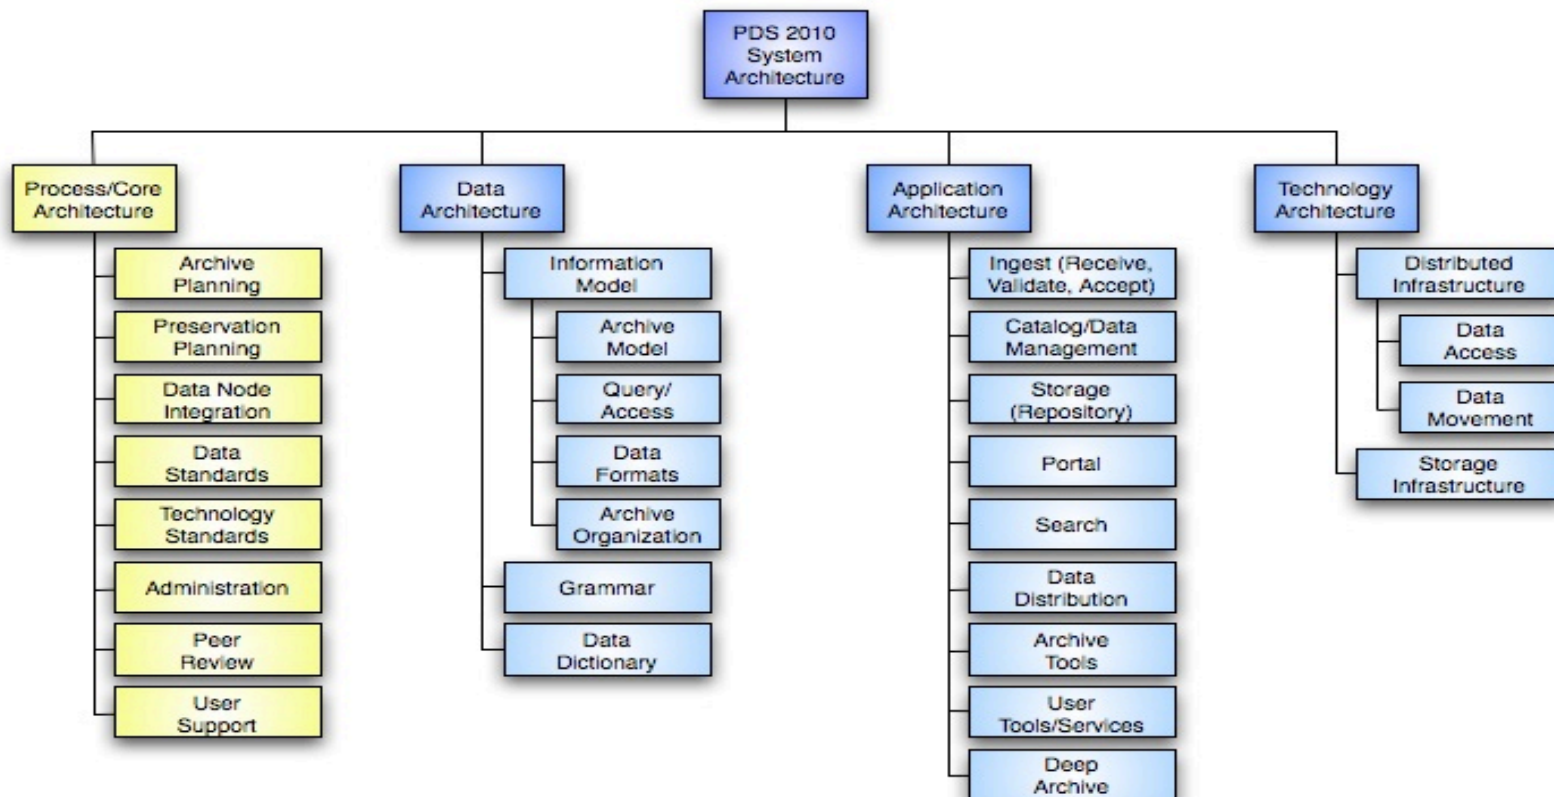 PDS 2010
System
Architecture
Process/Core
Architecture
Archive
Planning
Preservation
Planning
Data Node
Integration
Data
Standards
Technology
Standards
Administration
Peer
Review
User
Support
Data
Architecture
Information
Model
Archive
Model
Query/
Access
Data
Formats
Archive
Organization
Grammar
Data
Dictionary
Application
Architecture
Ingest (Receive,
Validate, Accept)
Catalog/Data
Management
Storage
(Repository)
Portal
Search
Data
Distribution
Archive
Tools
User
Tools/Services
Deep
Archive
Technology
Architecture
Distributed
Infrastructure
Data
Access
Data
Movement
Storage
Infrastructure